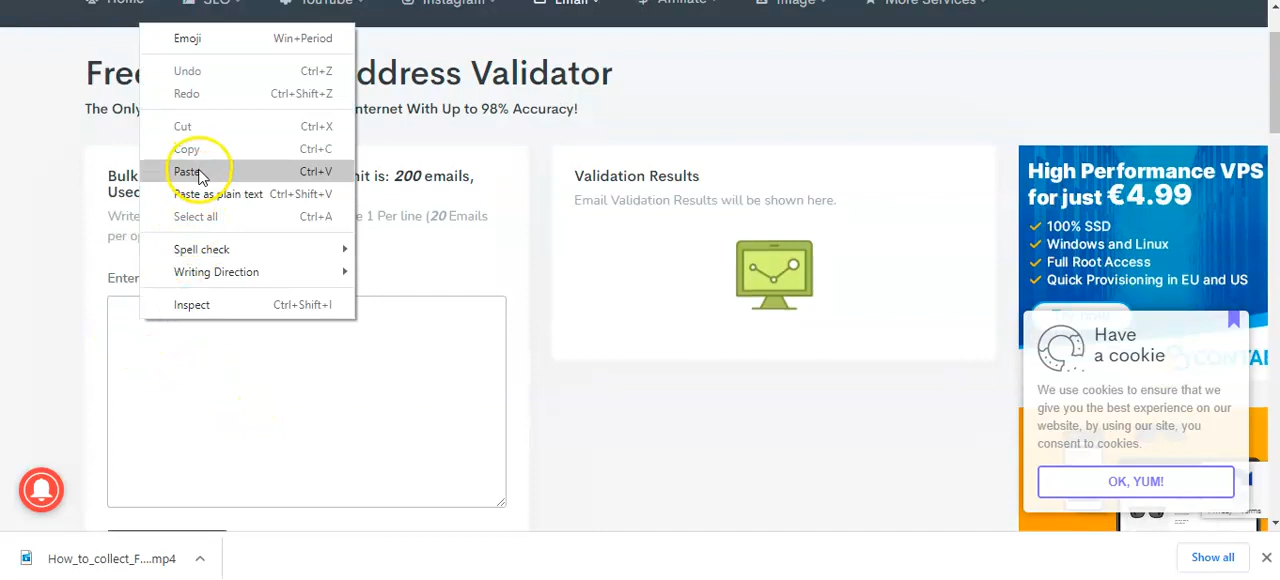 Home SEO YouTube Instagram Email Affiliate Image More Services
Free ddress Validator
The Only nternet With Up to 98% Accuracy!
Emoji Win+Period
Undo Ctrl+Z
Redo Ctrl+Shift+Z
Cut Ctrl+X
Copy Ctrl+C
Paste Ctrl+V
Paste as plain text Ctrl+Shift+V
Select all Ctrl+A
Spell check
Writing Direction
Inspect Ctrl+Shift+I
Bulk it is: 200 emails,
Used
Write 1 Per line (20 Emails
per op
Enter
Validation Results
Email Validation Results will be shown here.
High Performance VPS
for just €4.99
100% SSD
Windows and Linux
Full Root Access
Quick Provisioning in EU and US
CONTA
Have
a cookie
We use cookies to ensure that we
give you the best experience on our
website, by using our site, you
consent to cookies.
OK, YUM!
How_to_collect_F....mp4
Show all